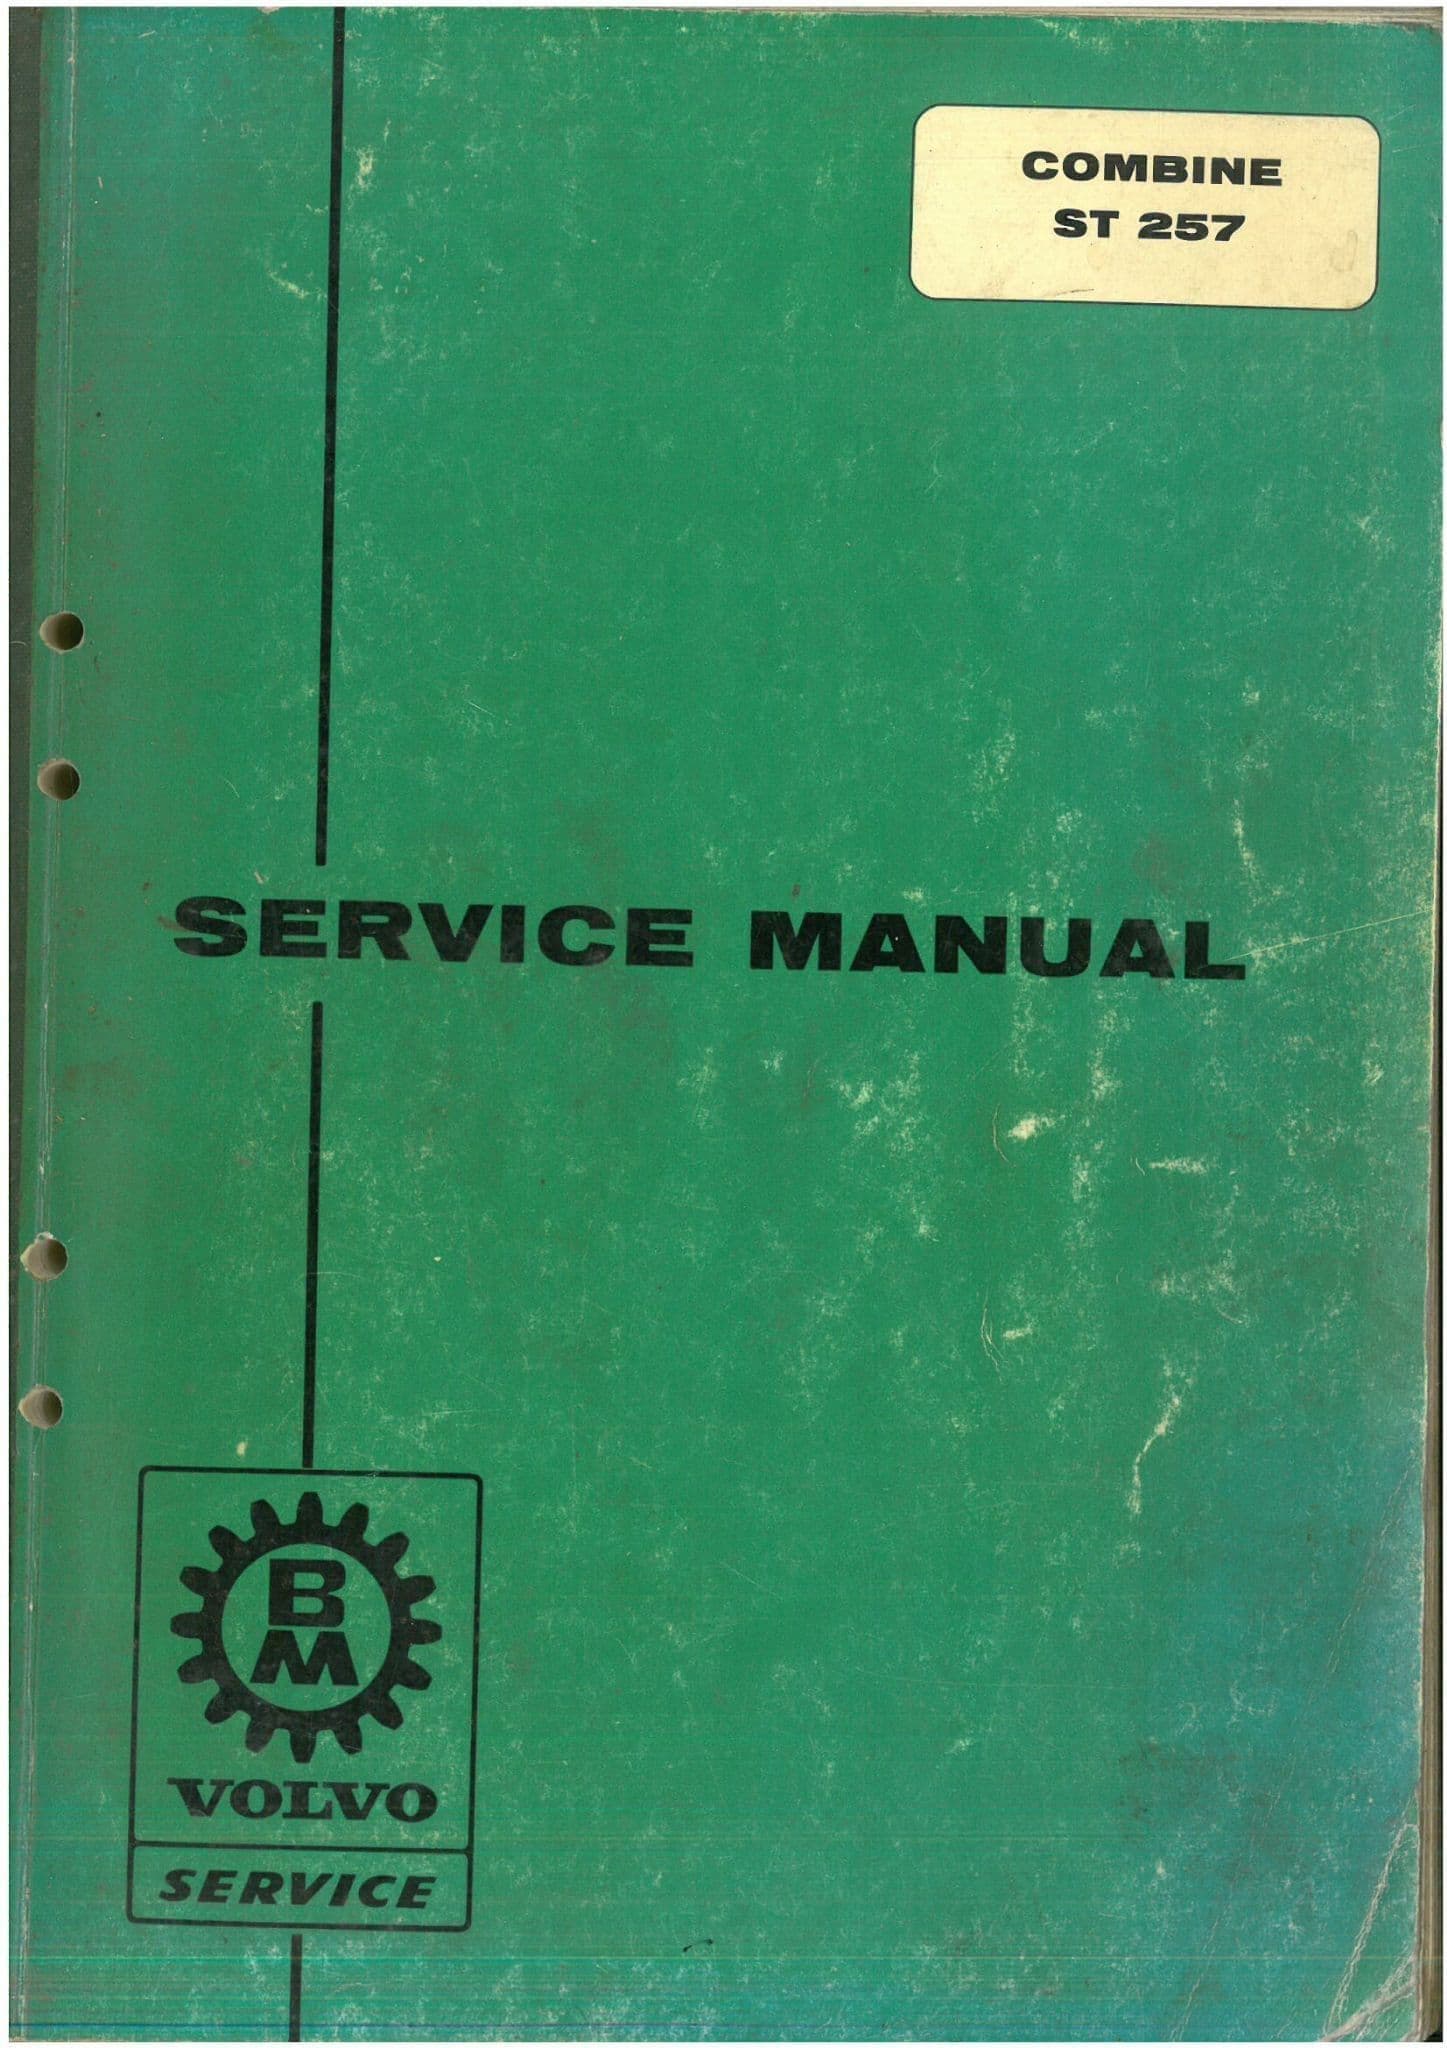 COMBINE
ST 257
SERVICE MANUAL
B
M
VOLVO
SERVICE